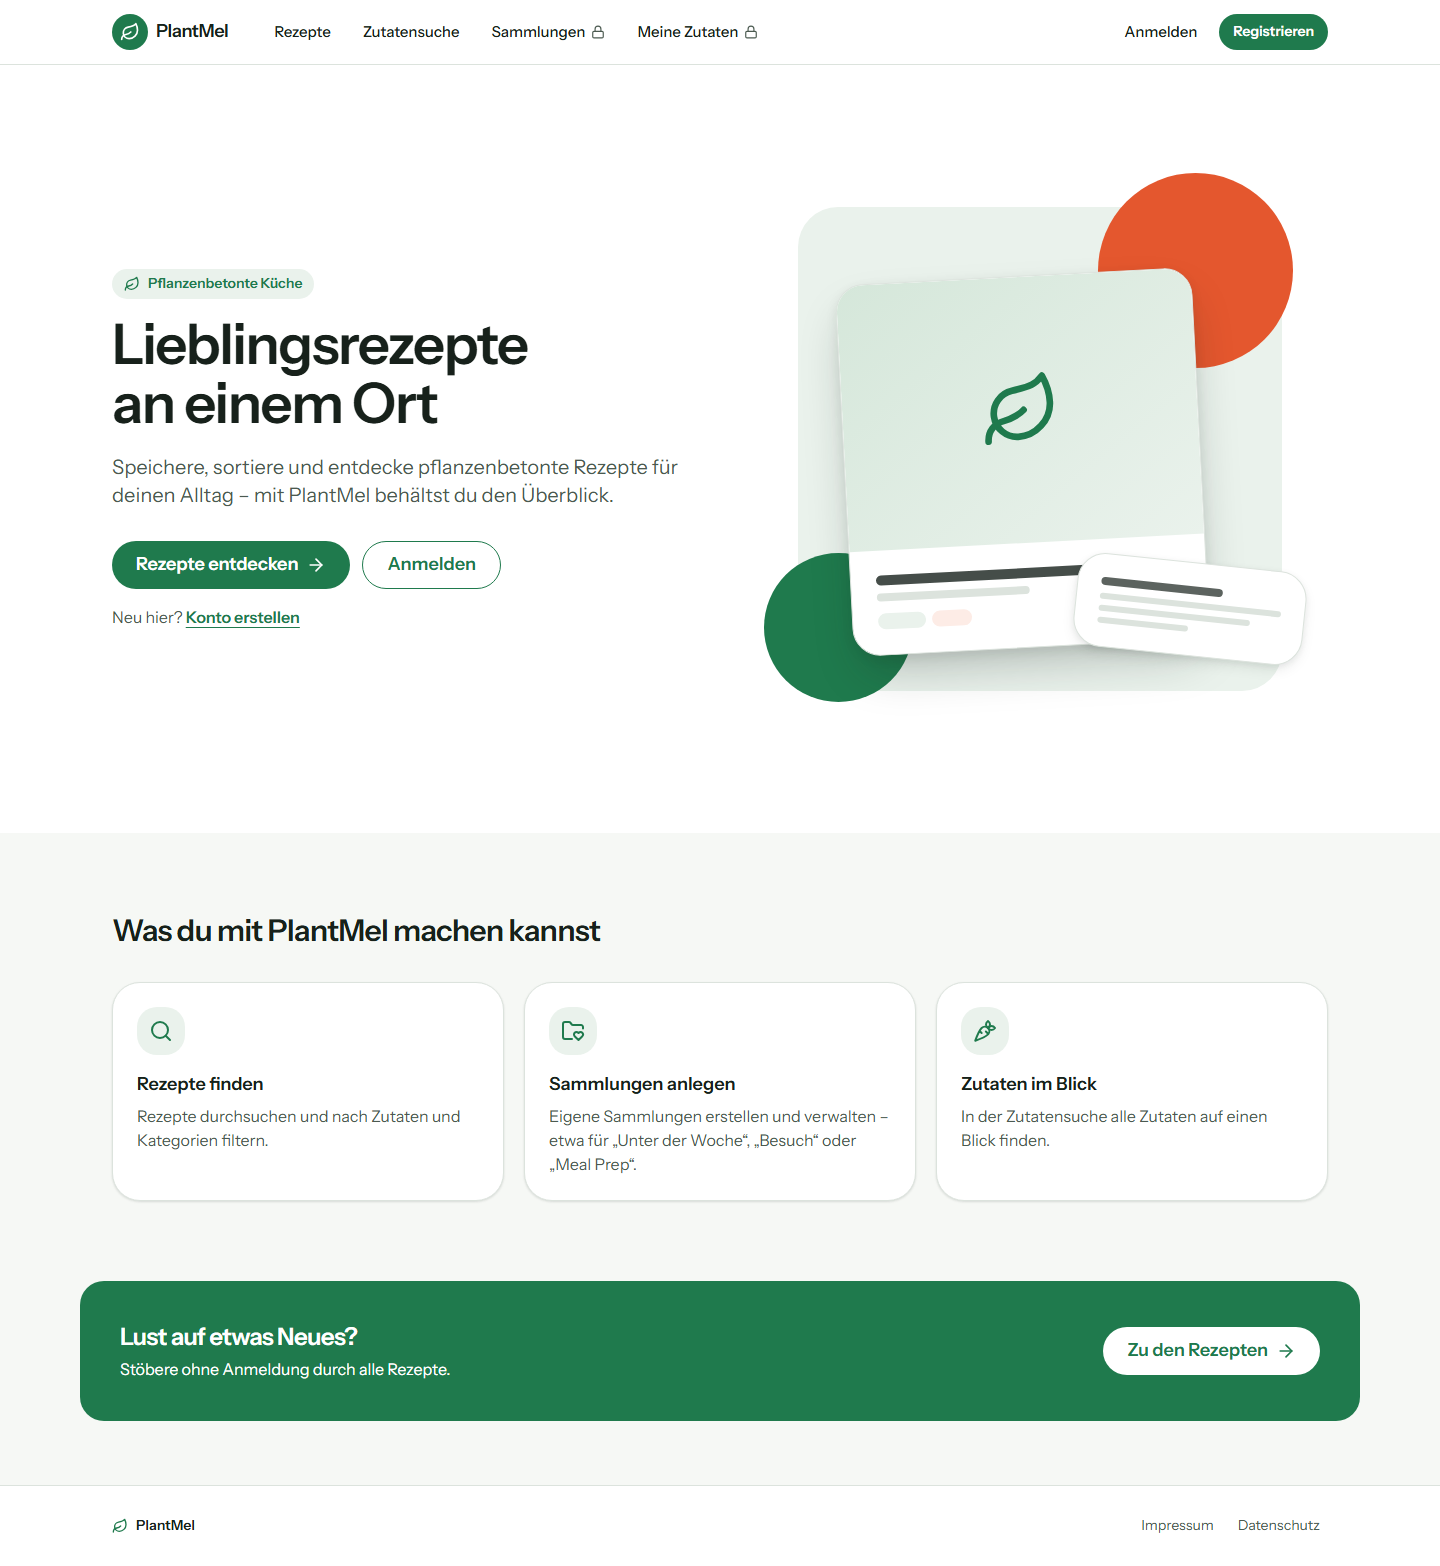 PlantMel
Rezepte
Zutatensuche
Sammlungen
Meine Zutaten
Anmelden
Registrieren
Pflanzenbetonte Küche
Lieblingsrezepte
an einem Ort
Speichere, sortiere und entdecke pflanzenbetonte Rezepte für
deinen Alltag – mit PlantMel behältst du den Überblick.
Rezepte entdecken
Anmelden
Neu hier? Konto erstellen
Was du mit PlantMel machen kannst
Rezepte finden
Rezepte durchsuchen und nach Zutaten und
Kategorien filtern.
Sammlungen anlegen
Eigene Sammlungen erstellen und verwalten –
etwa für „Unter der Woche“, „Besuch“ oder
„Meal Prep“.
Zutaten im Blick
In der Zutatensuche alle Zutaten auf einen
Blick finden.
Lust auf etwas Neues?
Stöbere ohne Anmeldung durch alle Rezepte.
Zu den Rezepten
PlantMel
Impressum
Datenschutz